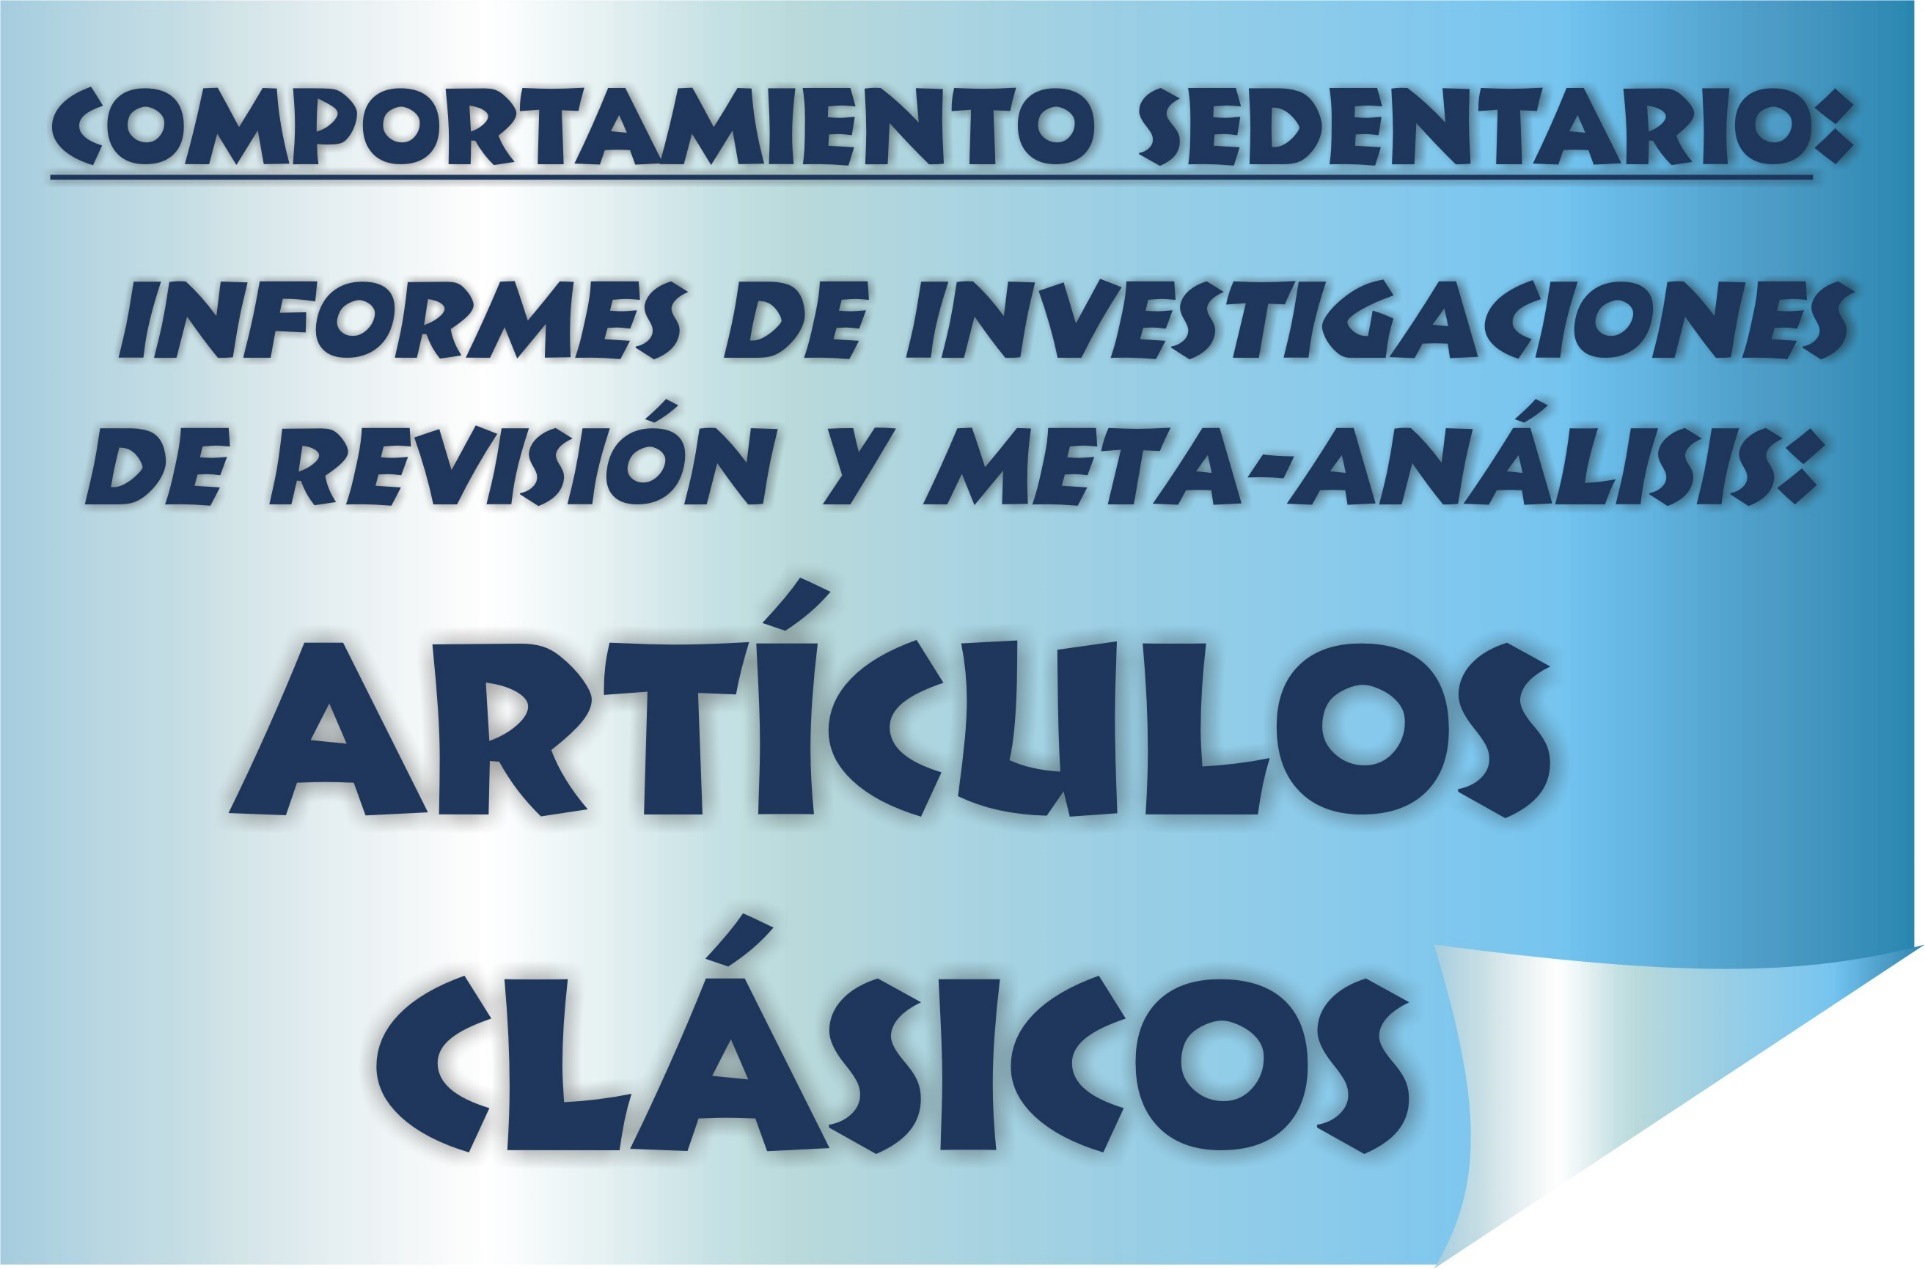 COMPORTAMIENTO SEDENTARIO:
INFORMES DE INVESTIGACIONES
DE REVISIÓN Y META-ANÁLISIS:
ARTÍCULOS
CLÁSICOS